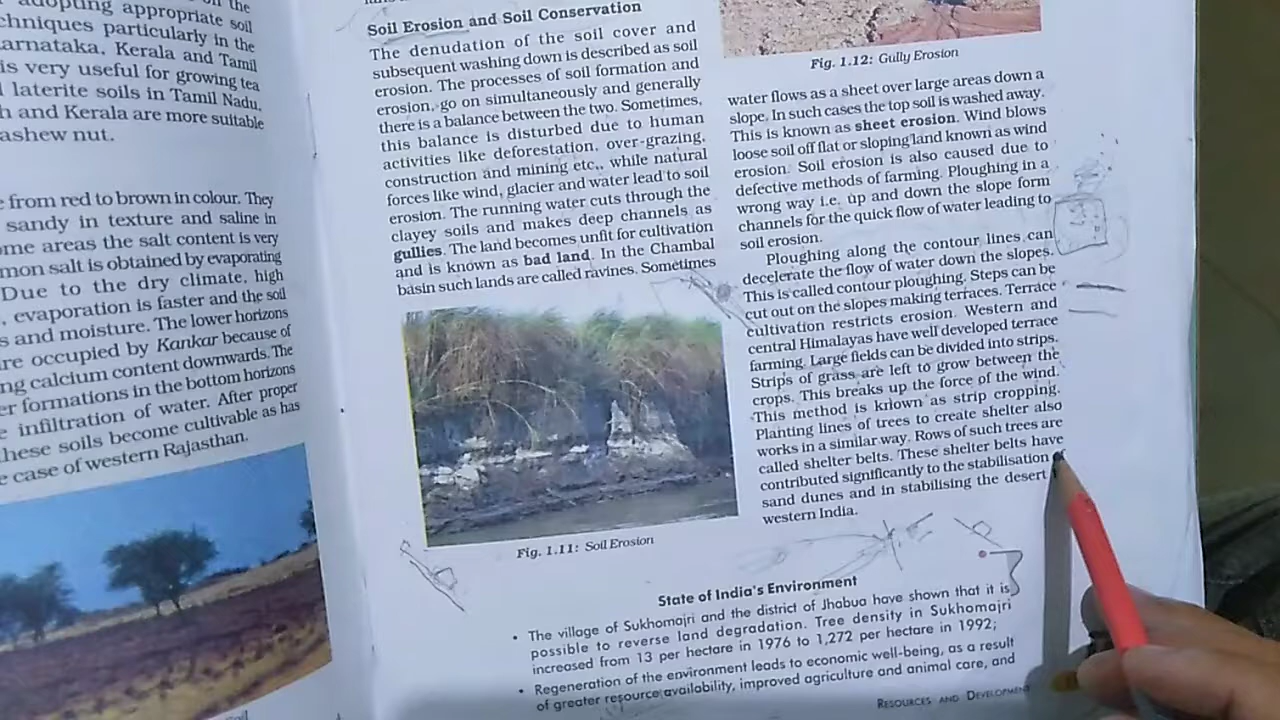 adopting appropriate soil
techniques particularly in the
Karnataka, Kerala and Tamil
is very useful for growing tea
laterite soils in Tamil Nadu,
and Kerala are more suitable
cashew nut.
from red to brown in colour. They
sandy in texture and saline in
some areas the salt content is very
common salt is obtained by evaporating
Due to the dry climate, high
evaporation is faster and the soil
and moisture. The lower horizons
are occupied by Kankar because of
calcium content downwards. The
formations in the bottom horizons
infiltration of water. After proper
these soils become cultivable as has
case of western Rajasthan.
Soil Erosion and Soil Conservation
The denudation of the soil cover and
subsequent washing down is described as soil
erosion. The processes of soil formation and
erosion, go on simultaneously and generally
there is a balance between the two. Sometimes,
this balance is disturbed due to human
activities like deforestation, over-grazing,
construction and mining etc., while natural
forces like wind, glacier and water lead to soil
erosion. The running water cuts through the
clayey soils and makes deep channels as
gullies. The land becomes unfit for cultivation
and is known as bad land. In the Chambal
basin such lands are called ravines. Sometimes
Fig. 1.11: Soil Erosion
Fig. 1.12: Gully Erosion
water flows as a sheet over large areas down a
slope. In such cases the top soil is washed away.
This is known as sheet erosion. Wind blows
loose soil off flat or sloping land known as wind
erosion. Soil erosion is also caused due to
defective methods of farming. Ploughing in a
wrong way i.e. up and down the slope form
channels for the quick flow of water leading to
soil erosion.
Ploughing along the contour lines can
decelerate the flow of water down the slopes.
This is called contour ploughing. Steps can be
cut out on the slopes making terraces. Terrace
cultivation restricts erosion. Western and
central Himalayas have well developed terrace
farming. Large fields can be divided into strips.
Strips of grass are left to grow between the
crops. This breaks up the force of the wind.
This method is known as strip cropping.
Planting lines of trees to create shelter also
works in a similar way. Rows of such trees are
called shelter belts. These shelter belts have
contributed significantly to the stabilisation
sand dunes and in stabilising the desert
western India.
State of India's Environment
• The village of Sukhomajri and the district of Jhabua have shown that it is
possible to reverse land degradation. Tree density in Sukhomajri
increased from 13 per hectare in 1976 to 1,272 per hectare in 1992;
• Regeneration of the environment leads to economic well-being, as a result
of greater resource availability, improved agriculture and animal care, and
RESOURCES AND DEVELOPMENT